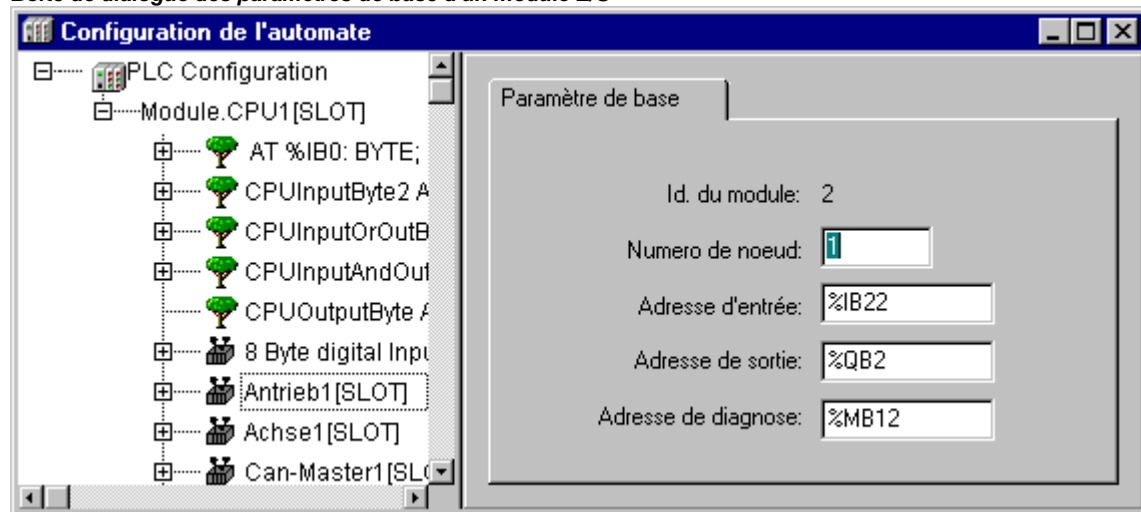 Boîte de dialogue des paramètres de base d'un module E/S
Configuration de l'automate
PLC Configuration
Module.CPU1[SLOT]
AT %IB0: BYTE;
CPUInputByte2 A
CPUInputOrOutB
CPUInputAndOut
CPUOutputByte A
8 Byte digital Inpu
Antrieb1[SLOT]
Achse1[SLOT]
Can-Master1[SLO
Paramètre de base
Id. du module: 2
Numero de noeud: 1
Adresse d'entrée: %IB22
Adresse de sortie: %QB2
Adresse de diagnose: %MB12